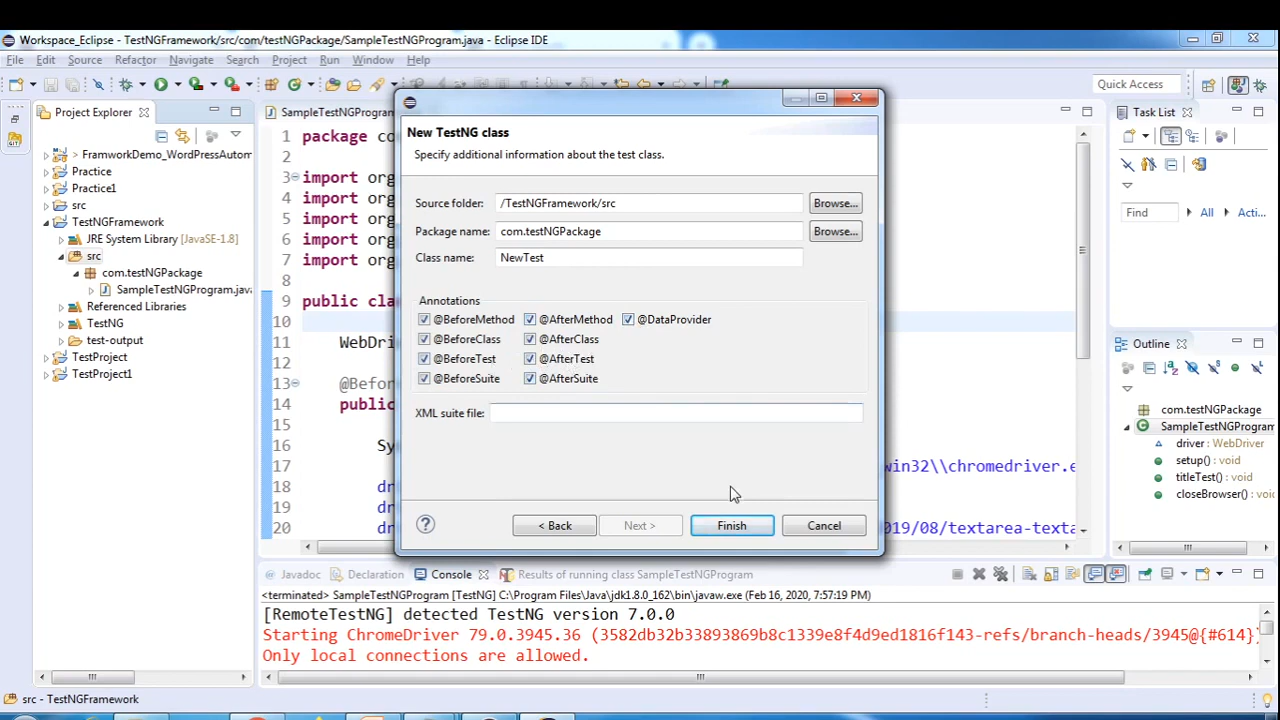 Workspace_Eclipse - TestNGFramework/src/com/testNGPackage/SampleTestNGProgram.java - Eclipse IDE
File Edit Source Refactor Navigate Search Project Run Window Help
Quick Access
Project Explorer
> FramworkDemo_WordPressAutom
Practice
Practice1
src
TestNGFramework
JRE System Library [JavaSE-1.8]
src
com.testNGPackage
SampleTestNGProgram.java
Referenced Libraries
TestNG
test-output
TestProject
TestProject1
SampleTestNGProgram
1 package co
2
3 import org
4 import org
5 import org
6 import org
7 import org
8
9 public cla
10
11 WebDri
12
13 @Befor
14 public
15
16 Sy
17 dr win32\\chromedriver.e
18 dr
19 dr
20 dr 019/08/textarea-texta
New TestNG class
Specify additional information about the test class.
Source folder: /TestNGFramework/src Browse...
Package name: com.testNGPackage Browse...
Class name: NewTest
Annotations
@BeforeMethod @AfterMethod @DataProvider
@BeforeClass @AfterClass
@BeforeTest @AfterTest
@BeforeSuite @AfterSuite
XML suite file:
< Back Next > Finish Cancel
Task List
Find All Acti...
Outline
com.testNGPackage
SampleTestNGProgram
driver : WebDriver
setup() : void
titleTest() : void
closeBrowser() : void
Javadoc Declaration Console Results of running class SampleTestNGProgram
<terminated> SampleTestNGProgram [TestNG] C:\Program Files\Java\jdk1.8.0_162\bin\javaw.exe (Feb 16, 2020, 7:57:19 PM)
[RemoteTestNG] detected TestNG version 7.0.0
Starting ChromeDriver 79.0.3945.36 (3582db32b33893869b8c1339e8f4d9ed1816f143-refs/branch-heads/3945@{#614})
Only local connections are allowed.
src - TestNGFramework